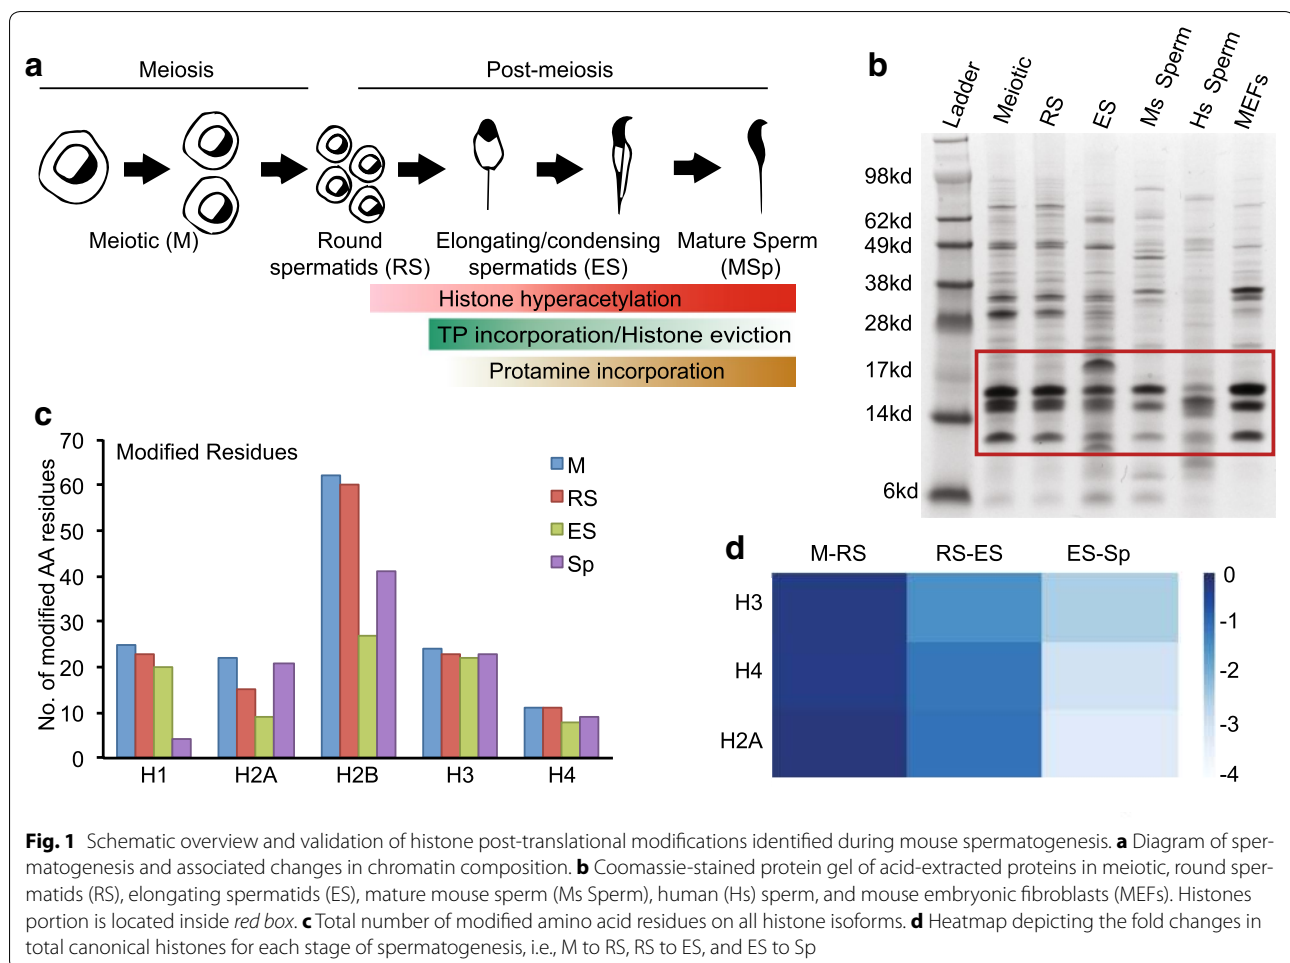 a
Meiosis
Post-meiosis
Meiotic (M)
Round
spermatids (RS)
Elongating/condensing
spermatids (ES)
Mature Sperm
(MSp)
Histone hyperacetylation
TP incorporation/Histone eviction
Protamine incorporation
b
Ladder
Meiotic
RS
ES
Ms Sperm
Hs Sperm
MEFs
98kd
62kd
49kd
38kd
28kd
17kd
14kd
6kd
c
Modified Residues
No. of modified AA residues
70
60
50
40
30
20
10
0
H1
H2A
H2B
H3
H4
M
RS
ES
Sp
d
M-RS
RS-ES
ES-Sp
H3
H4
H2A
0
-1
-2
-3
-4
Fig. 1 Schematic overview and validation of histone post-translational modifications identified during mouse spermatogenesis. a Diagram of sper-
matogenesis and associated changes in chromatin composition. b Coomassie-stained protein gel of acid-extracted proteins in meiotic, round sper-
matids (RS), elongating spermatids (ES), mature mouse sperm (Ms Sperm), human (Hs) sperm, and mouse embryonic fibroblasts (MEFs). Histones
portion is located inside red box. c Total number of modified amino acid residues on all histone isoforms. d Heatmap depicting the fold changes in
total canonical histones for each stage of spermatogenesis, i.e., M to RS, RS to ES, and ES to Sp